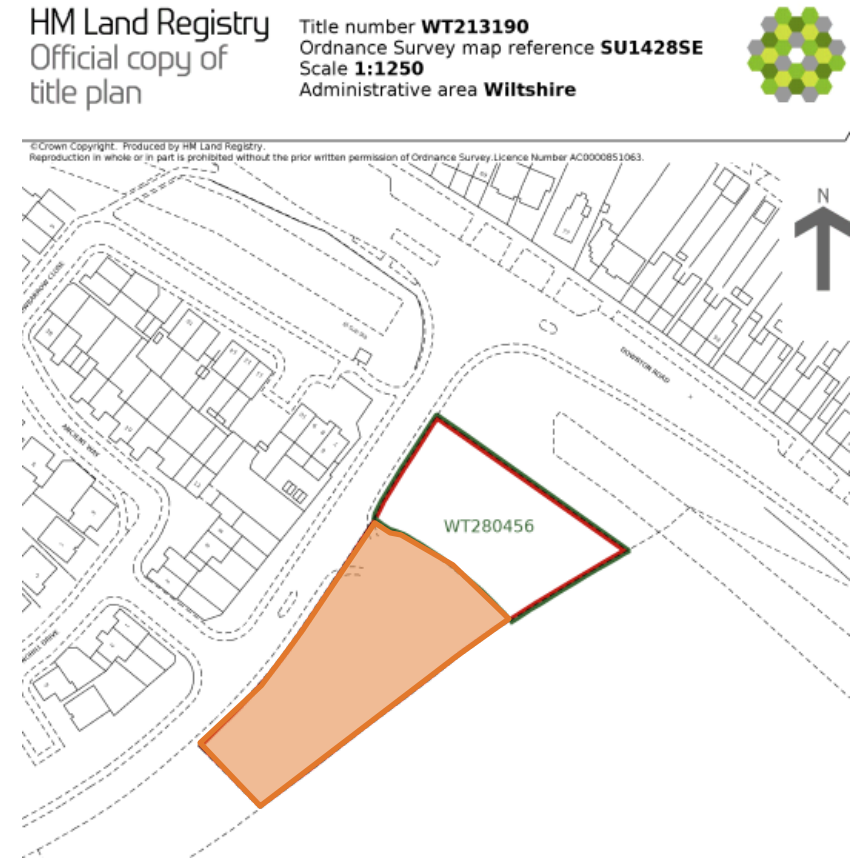 HM Land Registry
Official copy of
title plan
Title number WT213190
Ordnance Survey map reference SU1428SE
Scale 1:1250
Administrative area Wiltshire
©Crown Copyright. Produced by HM Land Registry.
Reproduction in whole or in part is prohibited without the prior written permission of Ordnance Survey.Licence Number AC0000851063.
N
DOWNTON ROAD
ANCIENT WAY
WT280456